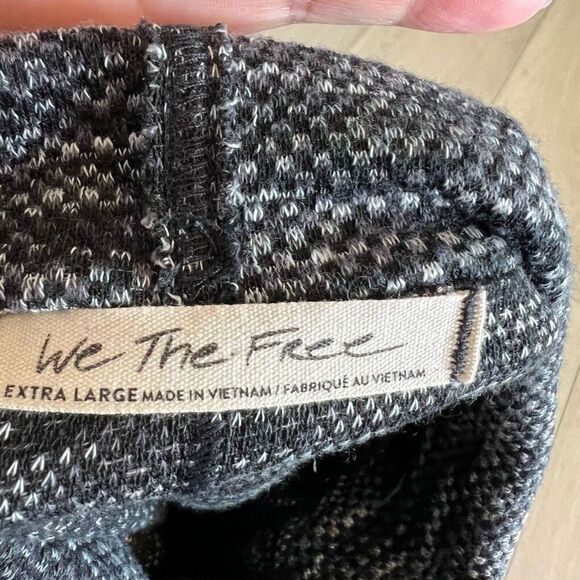 We The Free
EXTRA LARGE MADE IN VIETNAM / FABRIQUÉ AU VIETNAM